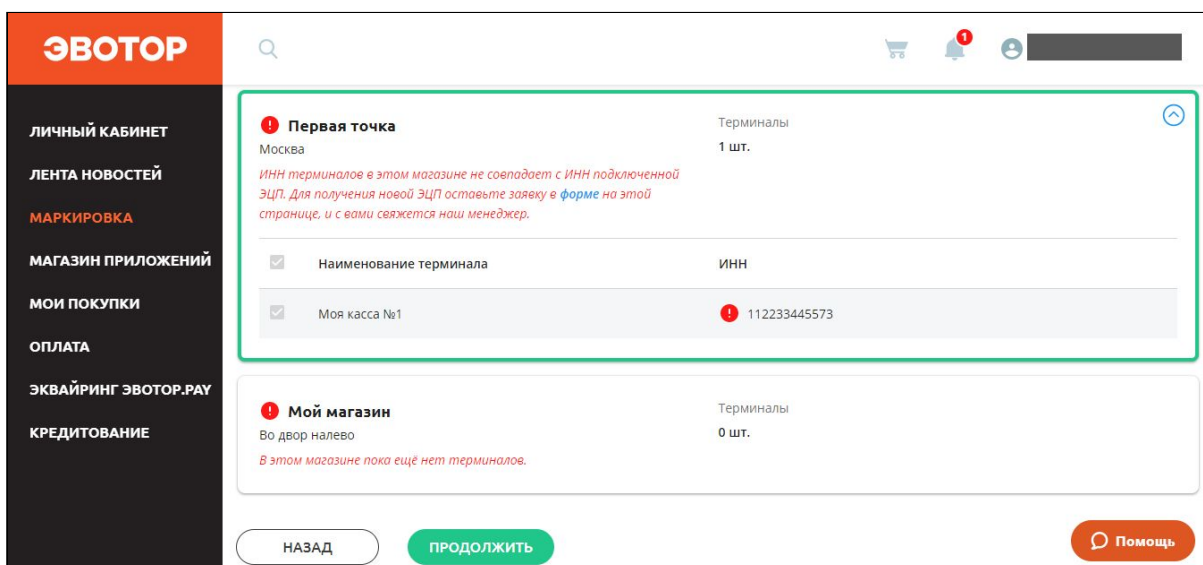 ЭВОТОР
1
ЛИЧНЫЙ КАБИНЕТ
ЛЕНТА НОВОСТЕЙ
МАРКИРОВКА
МАГАЗИН ПРИЛОЖЕНИЙ
МОИ ПОКУПКИ
ОПЛАТА
ЭКВАЙРИНГ ЭВОТОР.PAY
КРЕДИТОВАНИЕ
Первая точка
Москва
ИНН терминалов в этом магазине не совпадает с ИНН подключенной
ЭЦП. Для получения новой ЭЦП оставьте заявку в форме на этой
странице, и с вами свяжется наш менеджер.
Терминалы
1 шт.
Наименование терминала ИНН
Моя касса №1 112233445573
Мой магазин
Во двор налево
В этом магазине пока ещё нет терминалов.
Терминалы
0 шт.
НАЗАД
ПРОДОЛЖИТЬ
Помощь